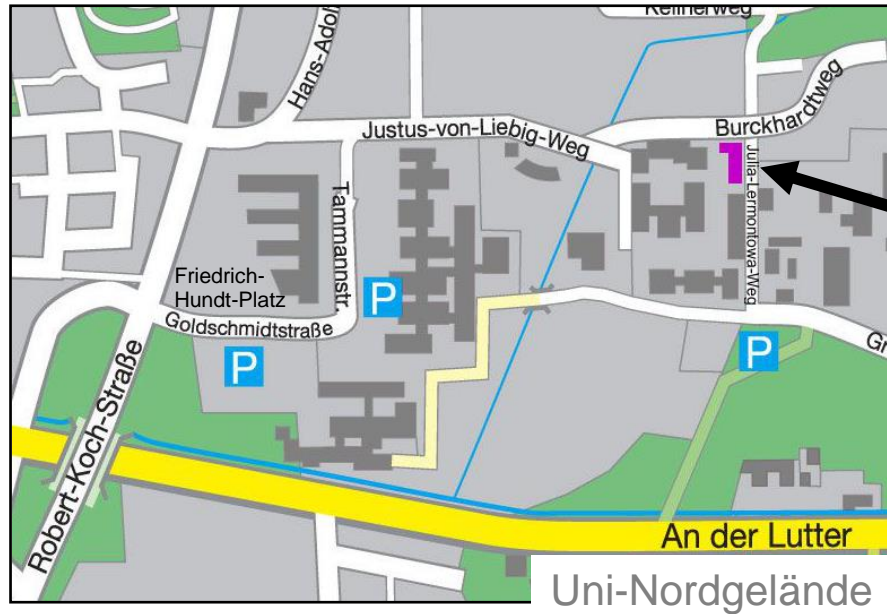 Kellnerweg
Hans-Adol
Burckhardtweg
Justus-von-Liebig-Weg
Julia-Lermontowa-Weg
Tammannstr.
Friedrich-
Hundt-Platz
P
Goldschmidtstraße
P
P
Gr
Robert-Koch-Straße
An der Lutter
Uni-Nordgelände